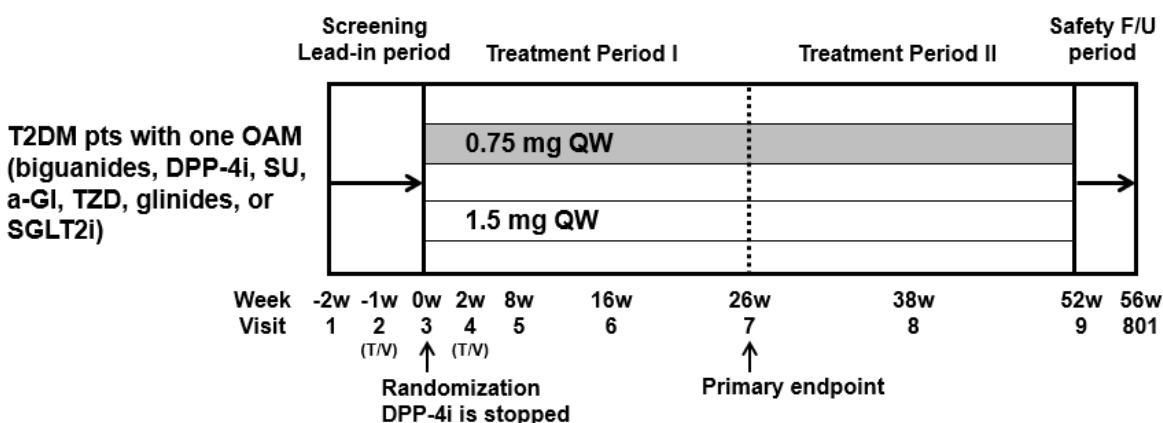 Screening
Lead-in period
Treatment Period I
Treatment Period II
Safety F/U
period
T2DM pts with one OAM
(biguanides, DPP-4i, SU,
a-GI, TZD, glinides, or
SGLT2i)
0.75 mg QW
1.5 mg QW
Week -2w -1w 0w 2w 8w 16w 26w 38w 52w 56w
Visit 1 2 3 4 5 6 7 8 9 801
(T/V) (T/V)
Randomization
DPP-4i is stopped
Primary endpoint